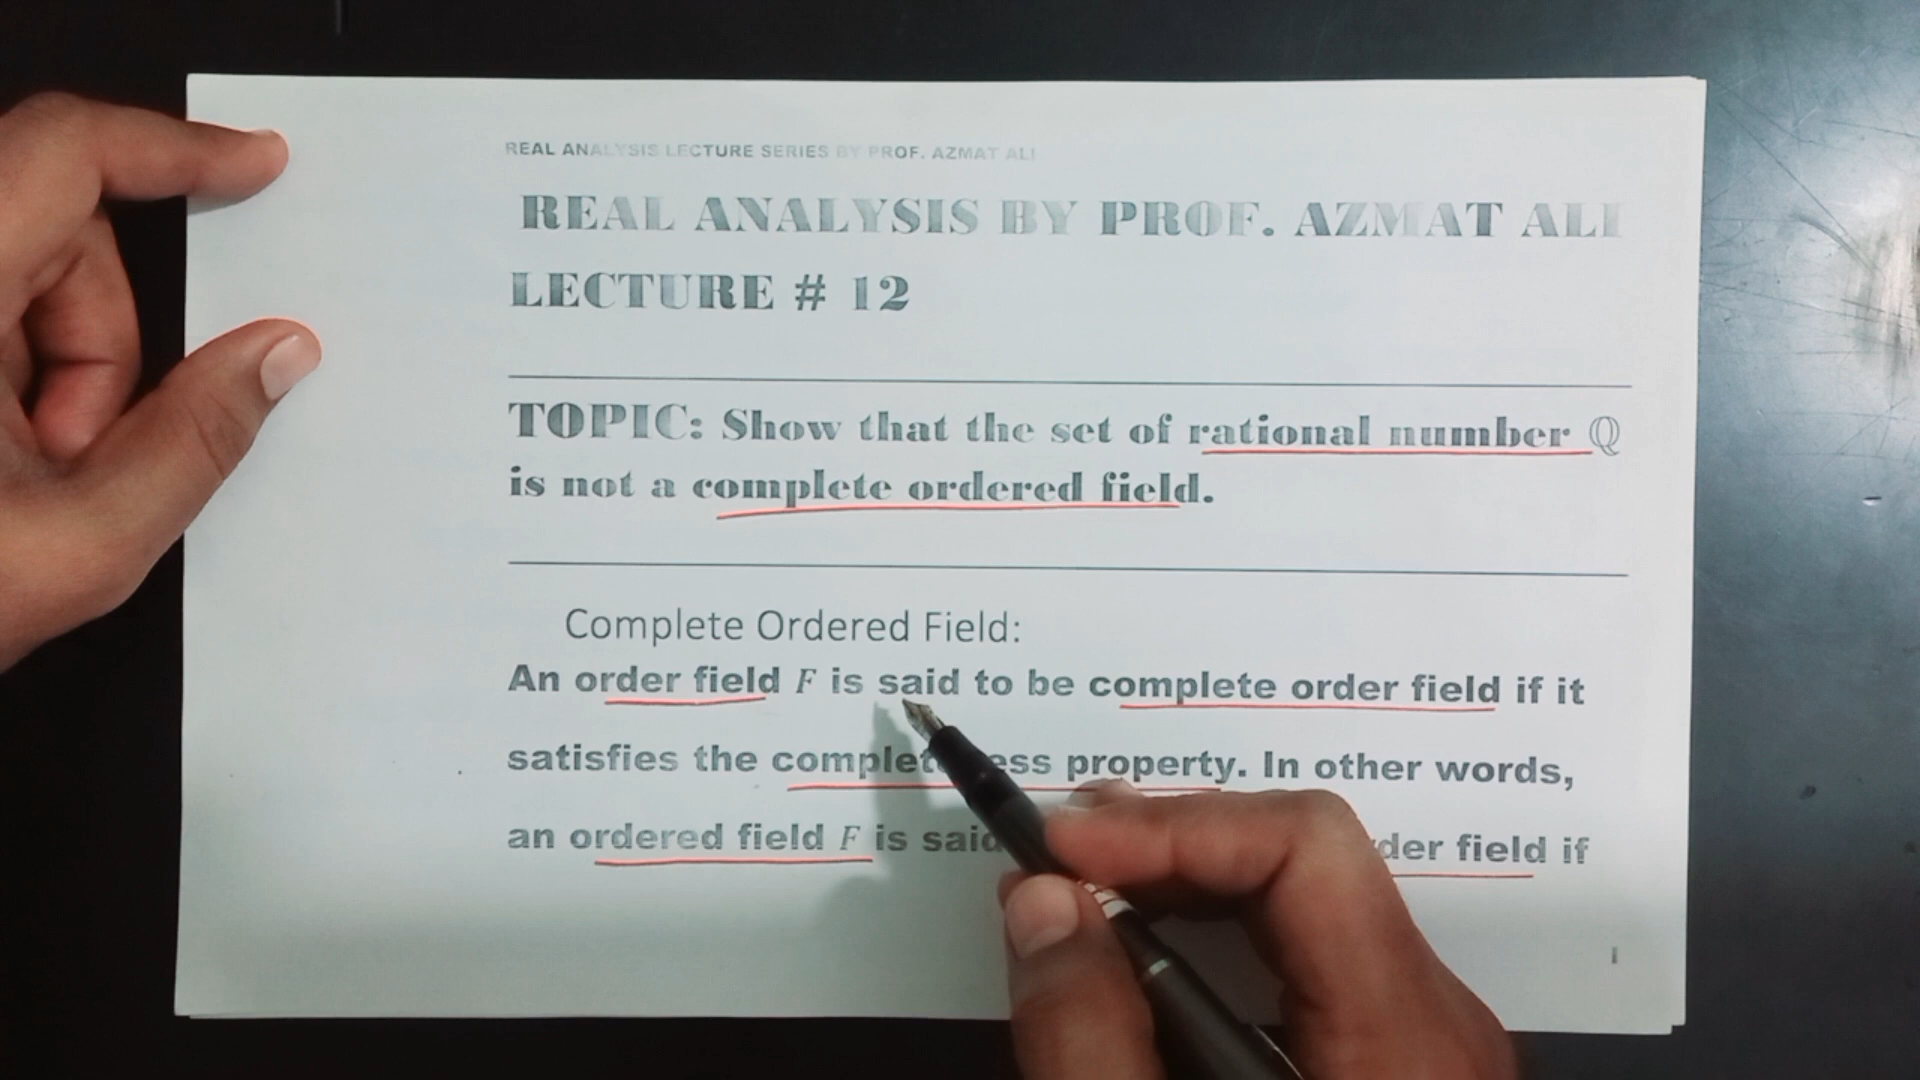 REAL ANALYSIS LECTURE SERIES BY PROF. AZMAT ALI
REAL ANALYSIS BY PROF. AZMAT ALI
LECTURE # 12
TOPIC: Show that the set of rational number ℚ
is not a complete ordered field.
Complete Ordered Field:
An order field F is said to be complete order field if it
satisfies the property. In other words,
an ordered field F is said field if
1